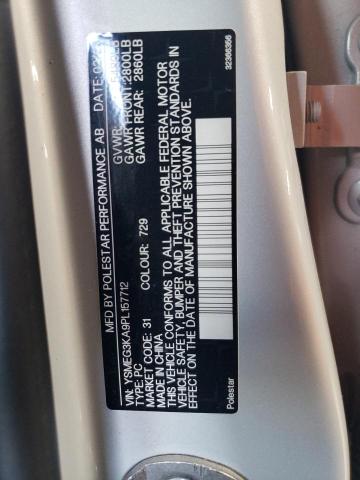 MFD BY POLESTAR PERFORMANCE AB DATE: 02
GVWR
GAWR FRONT: 2800LB
GAWR REAR: 2860LB
VIN: YSMEG3KA9PL157712
TYPE: PC
MARKET CODE: 31 COLOUR: 729
THIS VEHICLE CONFORMS TO ALL APPLICABLE FEDERAL MOTOR
VEHICLE SAFETY, BUMPER AND THEFT PREVENTION STANDARDS IN
EFFECT ON THE DATE OF MANUFACTURE SHOWN ABOVE.
MADE IN CHINA
Polestar
32366356